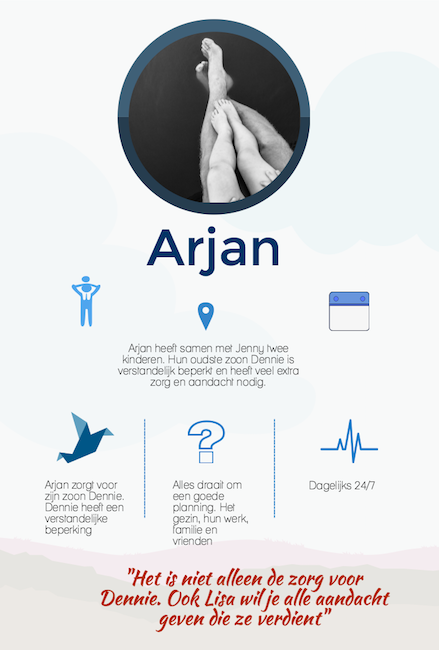 Arjan
Arjan heeft samen met Jenny twee
kinderen. Hun oudste zoon Dennie is
verstandelijk beperkt en heeft veel extra
zorg en aandacht nodig.
Arjan zorgt voor
zijn zoon Dennie.
Dennie heeft een
verstandelijke
beperking
Alles draait om
een goede
planning. Het
gezin, hun werk,
familie en
vrienden
Dagelijks 24/7
"Het is niet alleen de zorg voor
Dennie. Ook Lisa wil je alle aandacht
geven die ze verdient"